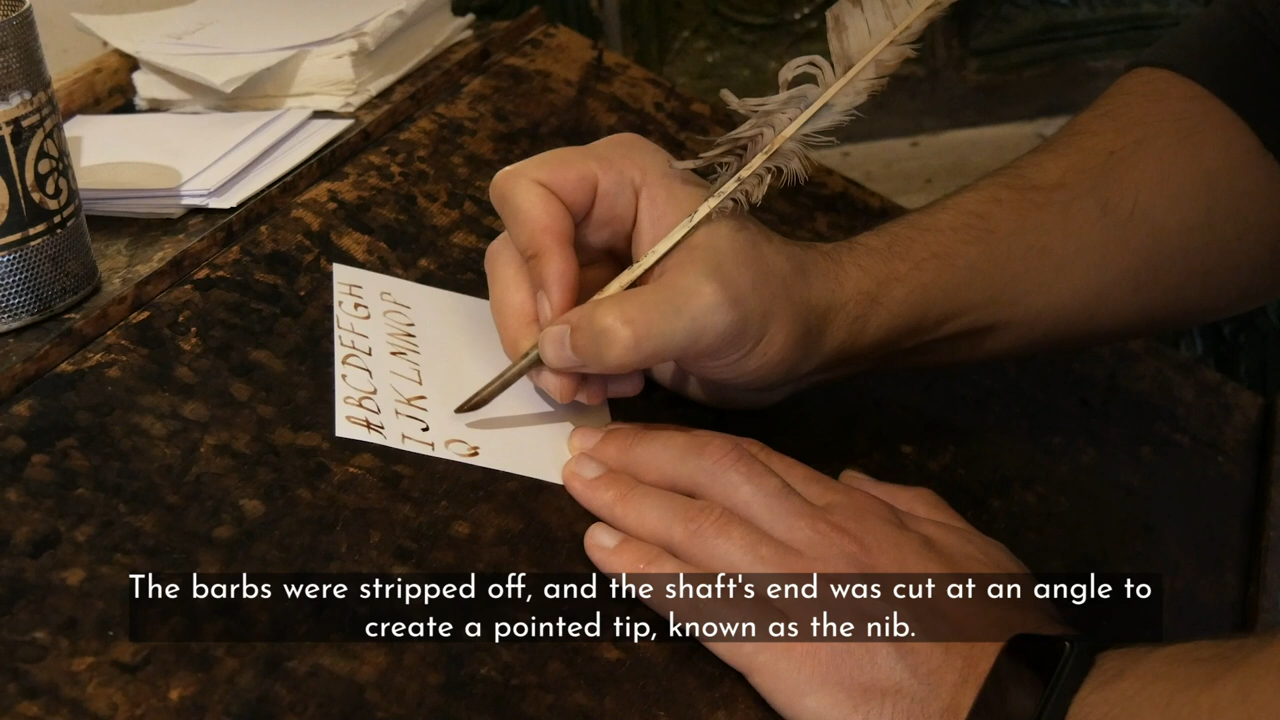 ABCDEFGH
IJKLMNOP
Q
The barbs were stripped off, and the shaft's end was cut at an angle to
create a pointed tip, known as the nib.